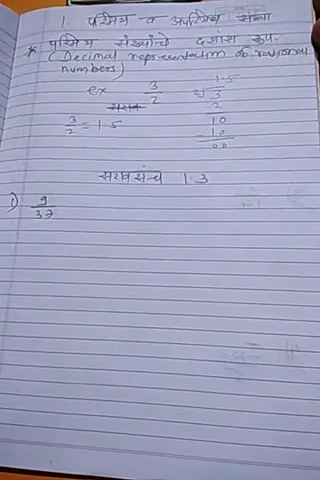 1. परिमेय व अपरिमेय संख्या
* परिमेय संख्यांचे दशांश रूप.
(Decimal representation of rational
numbers)
ex 3/2 2) 3 1.5
2
3/2 = 1.5 10
- 10
00
सरावसंच 1.3
1) 9/37